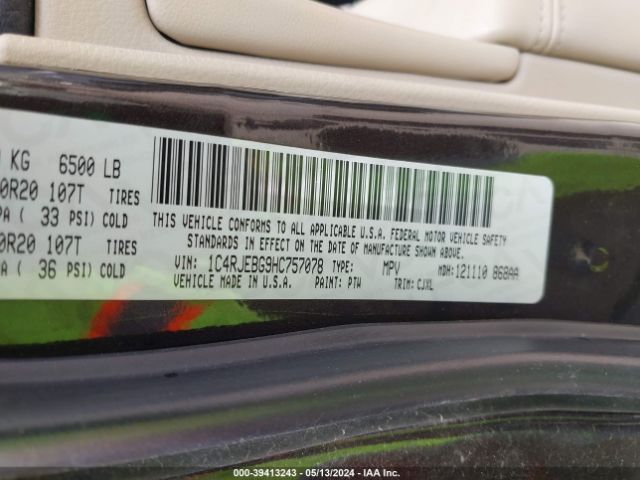 KG 6500 LB
0R20 107T TIRES
PA ( 33 PSI) COLD
0R20 107T TIRES
A ( 36 PSI) COLD
THIS VEHICLE CONFORMS TO ALL APPLICABLE U.S.A. FEDERAL MOTOR VEHICLE SAFETY
STANDARDS IN EFFECT ON THE DATE OF MANUFACTURE SHOWN ABOVE.
VIN: 1C4RJEBG9HC757078 TYPE: MPV MDH: 121110 868AA
VEHICLE MADE IN U.S.A. PAINT: PTW TRIM: CJXL
000-39413243 / 05/13/2024 - IAA Inc.